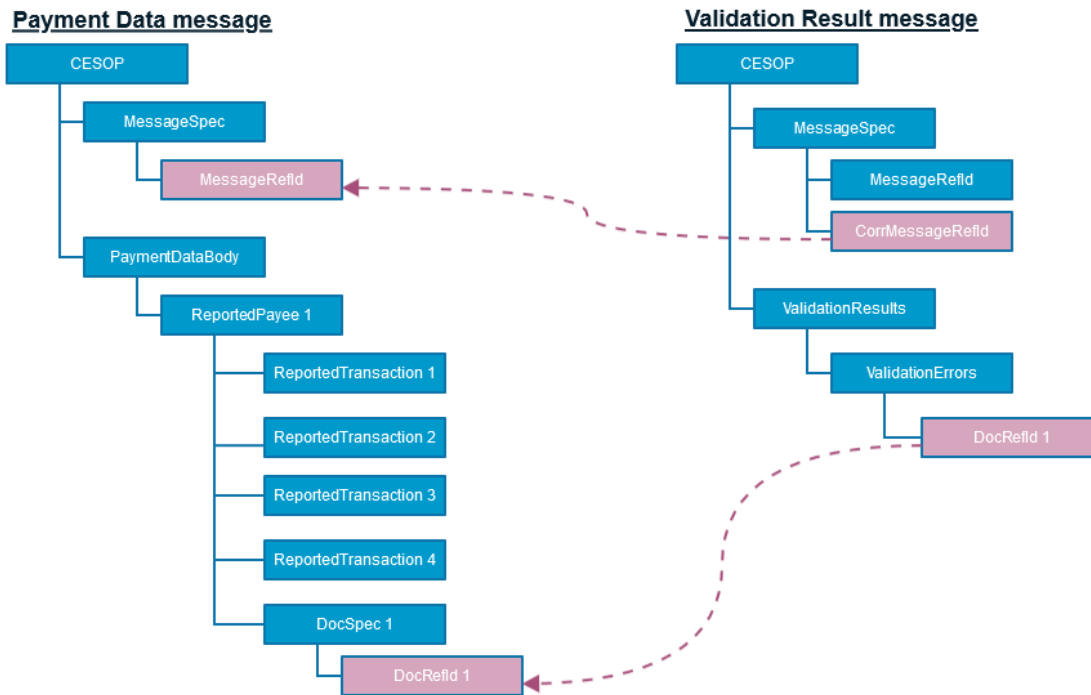 Payment Data message
CESOP
MessageSpec
MessageRefId
PaymentDataBody
ReportedPayee 1
ReportedTransaction 1
ReportedTransaction 2
ReportedTransaction 3
ReportedTransaction 4
DocSpec 1
DocRefId 1
Validation Result message
CESOP
MessageSpec
MessageRefId
CorrMessageRefId
ValidationResults
ValidationErrors
DocRefId 1